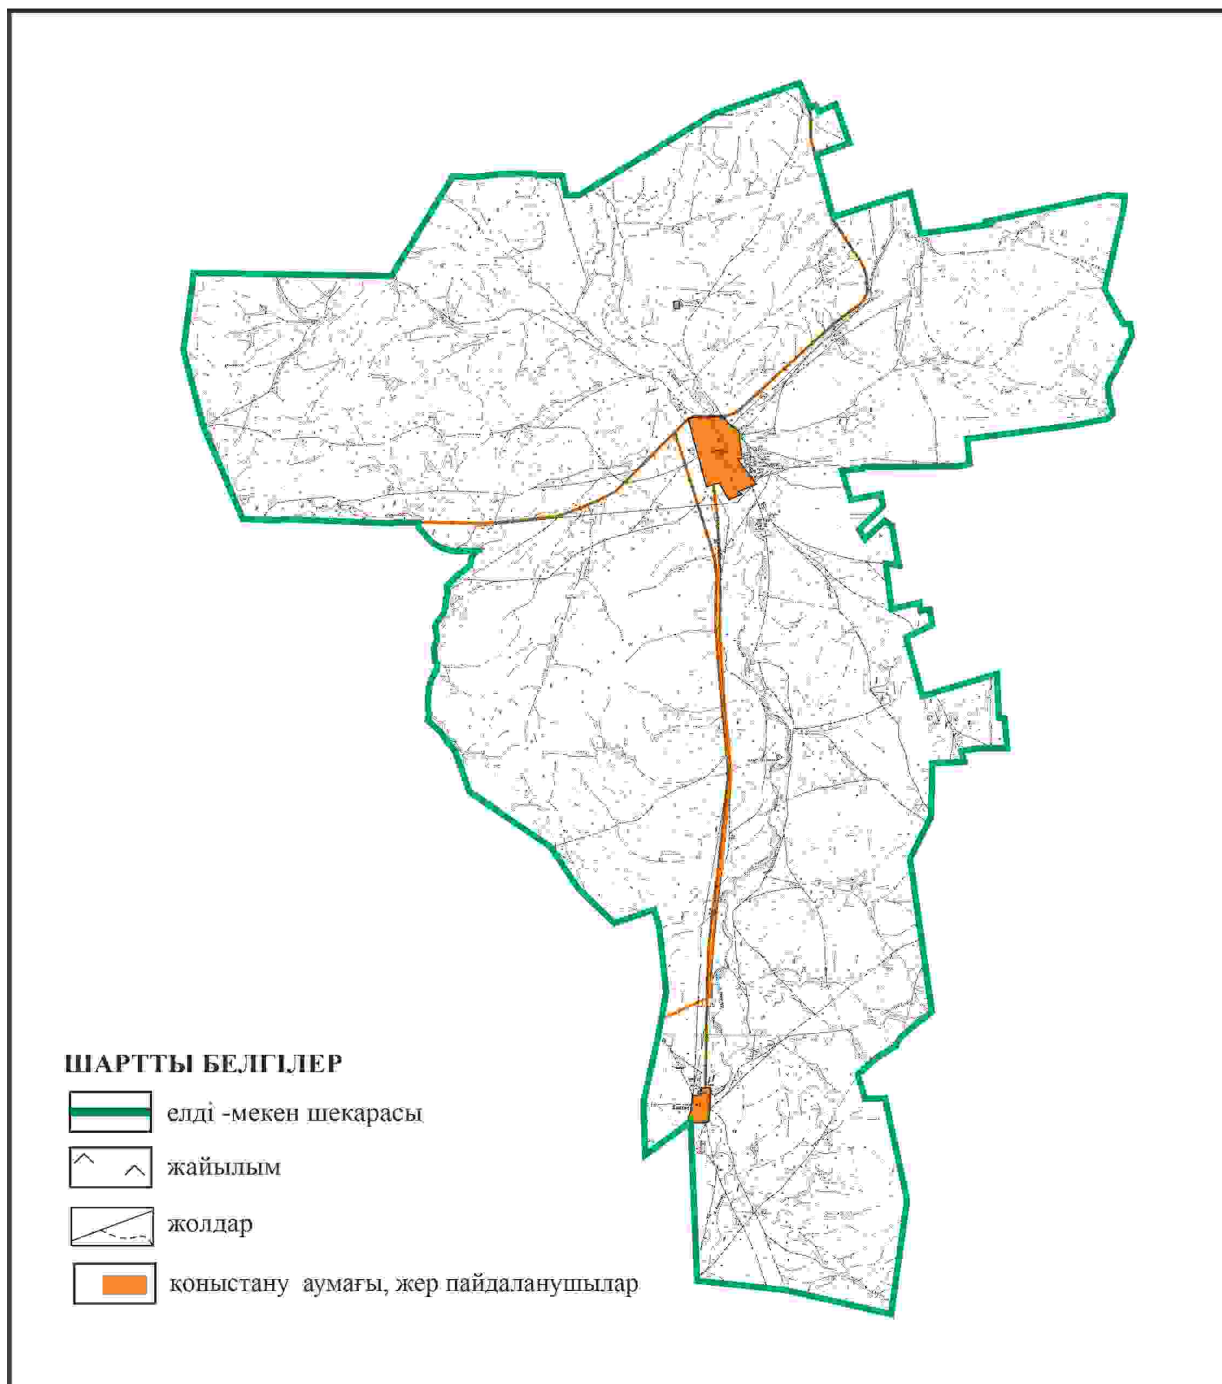 ШАРТТЫ БЕЛГІЛЕР
елді -мекен шекарасы
жайылым
жолдар
қоныстану аумағы, жер пайдаланушылар